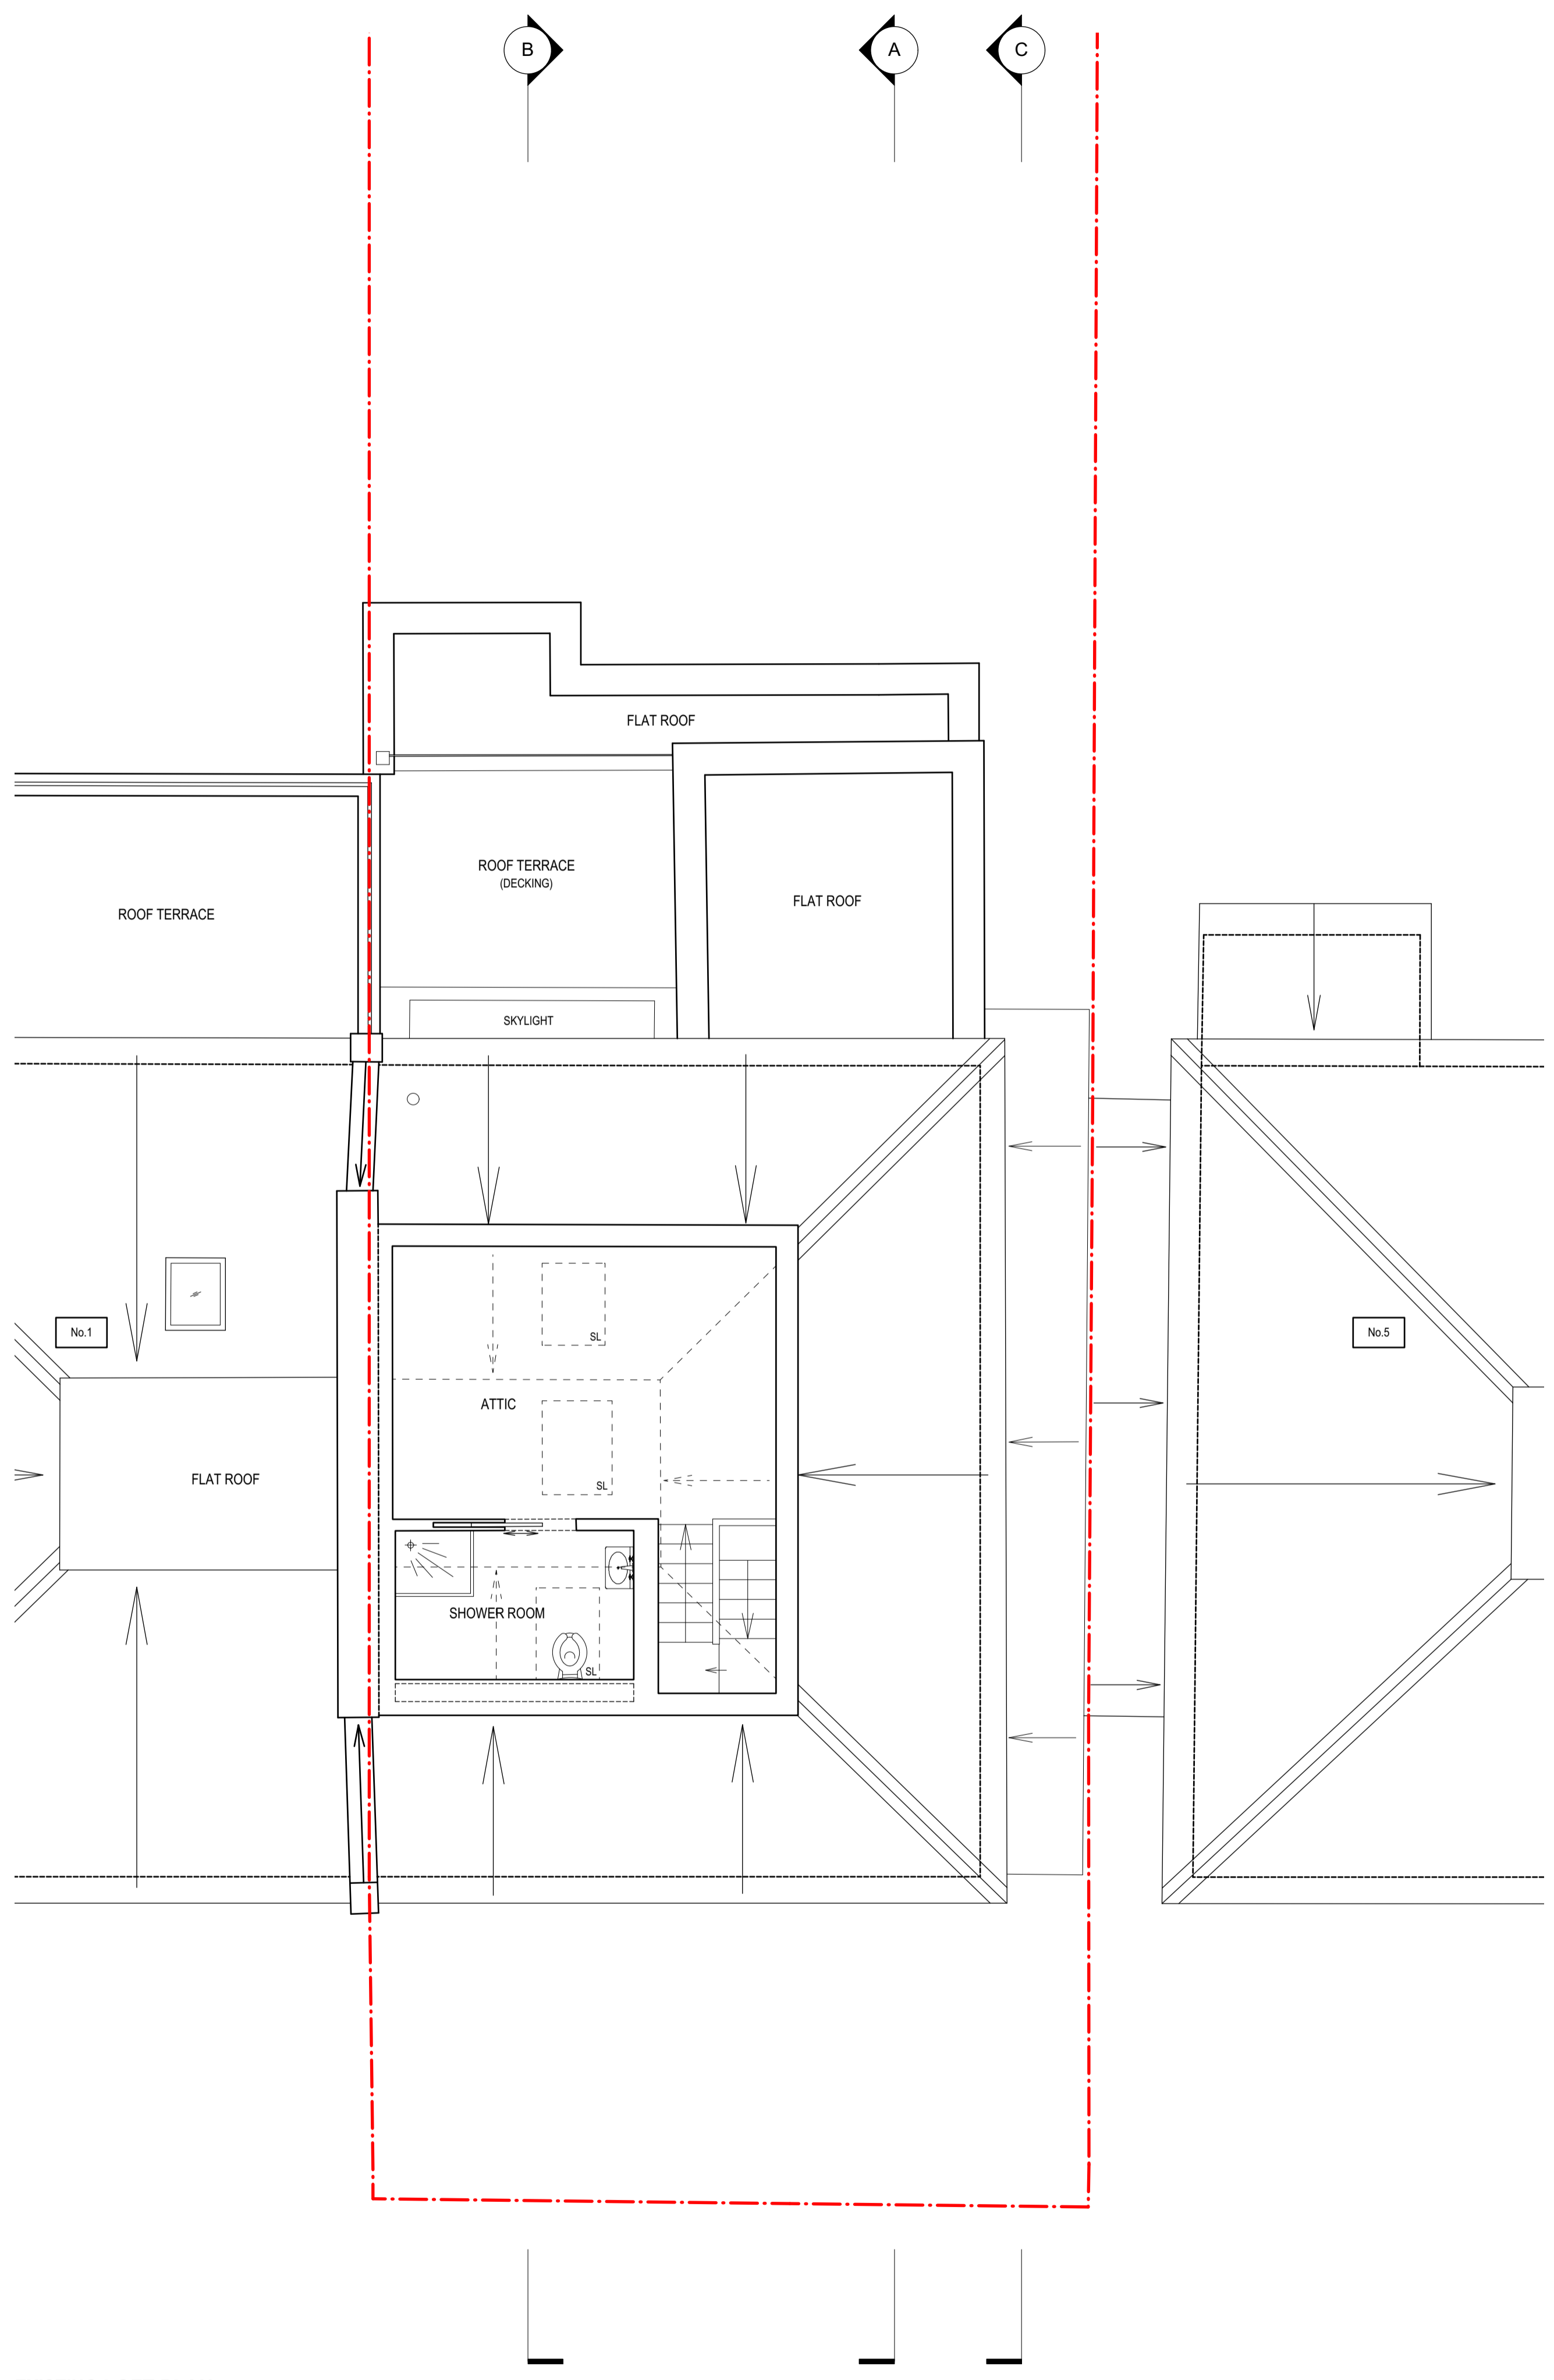 B
A
C
FLAT ROOF
ROOF TERRACE
(DECKING)
FLAT ROOF
ROOF TERRACE
SKYLIGHT
No.1
No.5
SL
ATTIC
FLAT ROOF
SL
SHOWER ROOM
SL